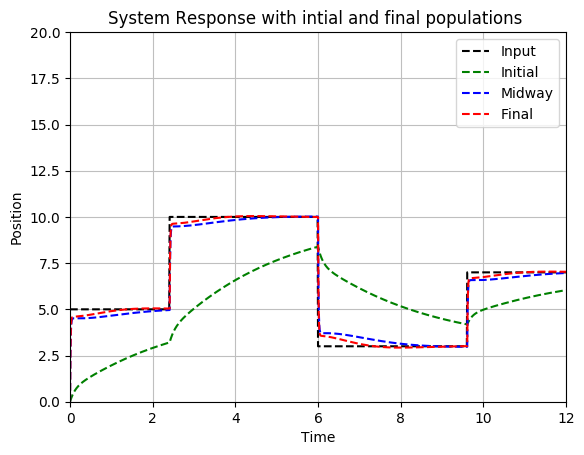 System Response with intial and final populations
Input
Initial
Midway
Final
Position
20.0
17.5
15.0
12.5
10.0
7.5
5.0
2.5
0.0
0 2 4 6 8 10 12
Time